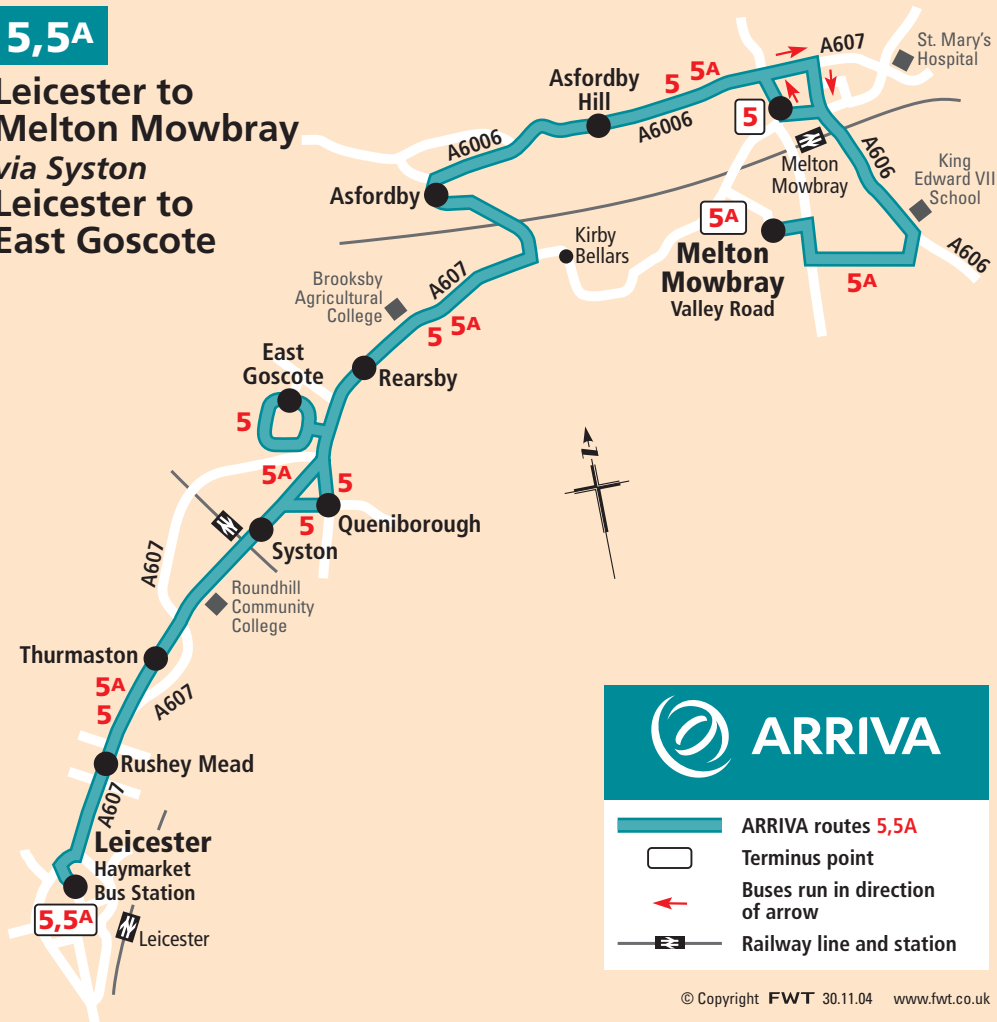 5,5A
Leicester to
Melton Mowbray
via Syston
Leicester to
East Goscote
A607
St. Mary's
Hospital
Asfordby
Hill
5
5A
A6006
A6006
5
Melton
Mowbray
A606
King
Edward VII
School
Asfordby
5A
Melton
Mowbray
Valley Road
A606
5A
Kirby
Bellars
Brooksby
Agricultural
College
A607
5
5A
East
Goscote
Rearsby
5
N
5A
5
5
Queniborough
Syston
A607
Roundhill
Community
College
Thurmaston
5A
5
A607
Rushey Mead
A607
Leicester
Haymarket
Bus Station
5,5A
Leicester
ARRIVA
ARRIVA routes 5,5A
Terminus point
Buses run in direction
of arrow
Railway line and station
© Copyright FWT 30.11.04 www.fwt.co.uk